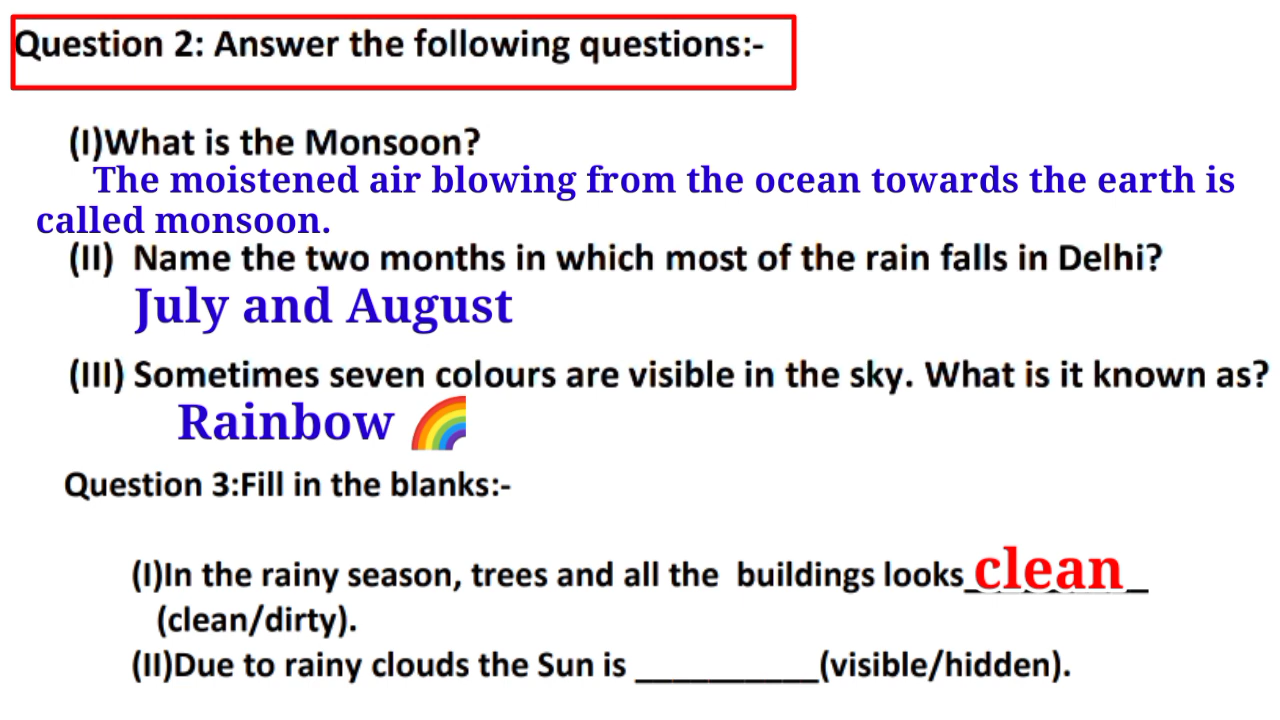 Question 2: Answer the following questions:-
(I)What is the Monsoon?
The moistened air blowing from the ocean towards the earth is
called monsoon.
(II) Name the two months in which most of the rain falls in Delhi?
July and August
(III) Sometimes seven colours are visible in the sky. What is it known as?
Rainbow 🌈
Question 3:Fill in the blanks:-
(I)In the rainy season, trees and all the buildings looks clean
(clean/dirty).
(II)Due to rainy clouds the Sun is __________(visible/hidden).